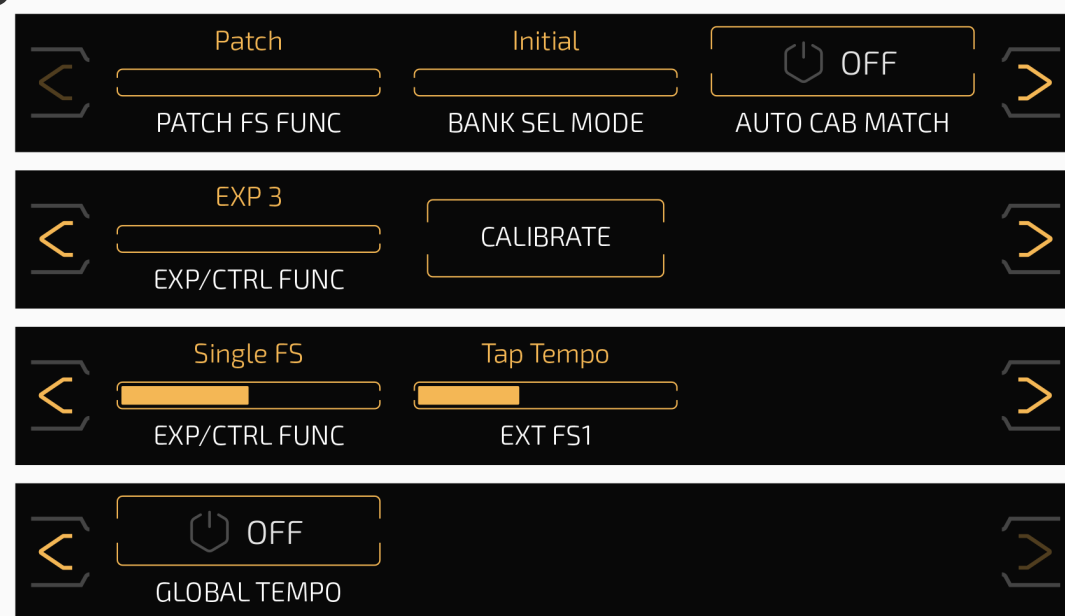 Patch Initial
OFF
PATCH FS FUNC BANK SEL MODE AUTO CAB MATCH
EXP 3
CALIBRATE
EXP/CTRL FUNC
Single FS Tap Tempo
EXP/CTRL FUNC EXT FS1
OFF
GLOBAL TEMPO